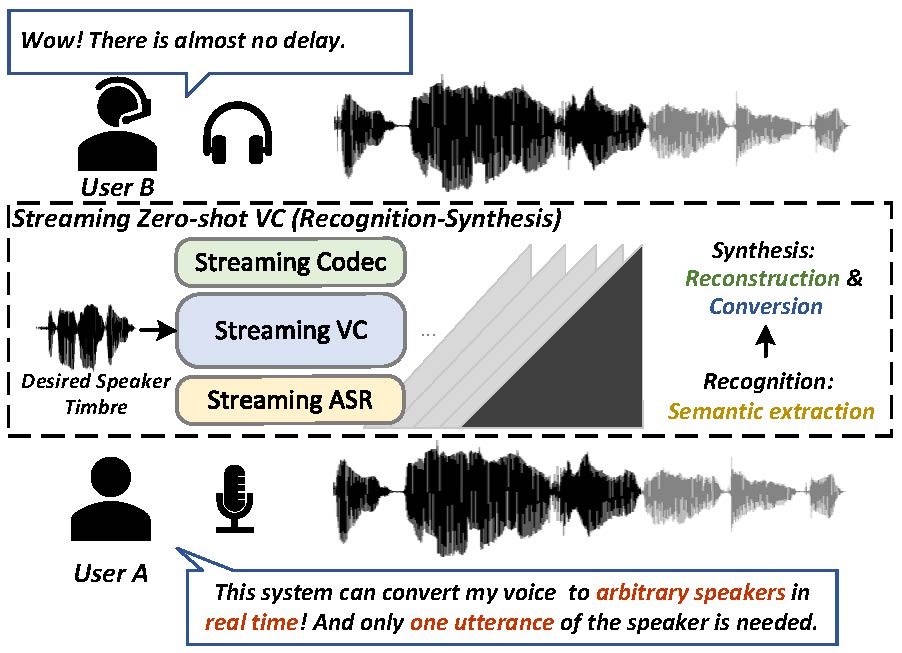 Wow! There is almost no delay.
User B
Streaming Zero-shot VC (Recognition-Synthesis)
Streaming Codec
Streaming VC
Streaming ASR
...
Desired Speaker
Timbre
Synthesis:
Reconstruction &
Conversion
Recognition:
Semantic extraction
User A
This system can convert my voice to arbitrary speakers in
real time! And only one utterance of the speaker is needed.